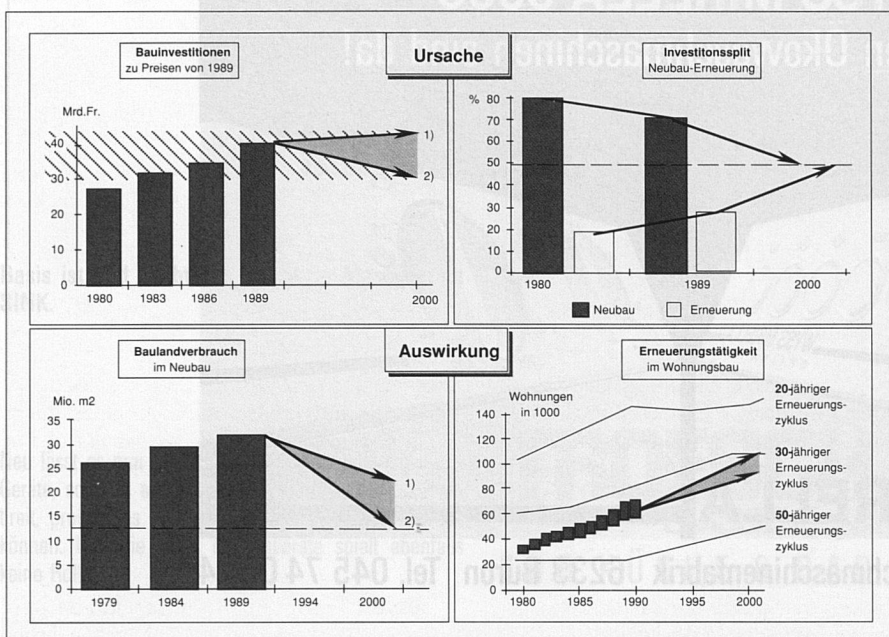 Bauinvestitionen
zu Preisen von 1989
Ursache
Mrd.Fr.
40
30
20
10
0
1)
2)
1980 1983 1986 1989 2000
Investitonssplit
Neubau-Erneuerung
% 80
70
60
50
40
30
20
10
0
1980 1989 2000
Neubau Erneuerung
Baulandverbrauch
im Neubau
Auswirkung
Mio. m2
35
30
25
20
15
10
5
0
1)
2)
1979 1984 1989 1994 2000
Erneuerungstätigkeit
im Wohnungsbau
Wohnungen
in 1000
140
120
100
80
60
40
20
0
1980 1985 1990 1995 2000
20-jähriger
Erneuerungs-
zyklus
30-jähriger
Erneuerungs-
zyklus
50-jähriger
Erneuerungs-
zyklus
schmaschinenfabrik 6233 Büron Tel. 045 74